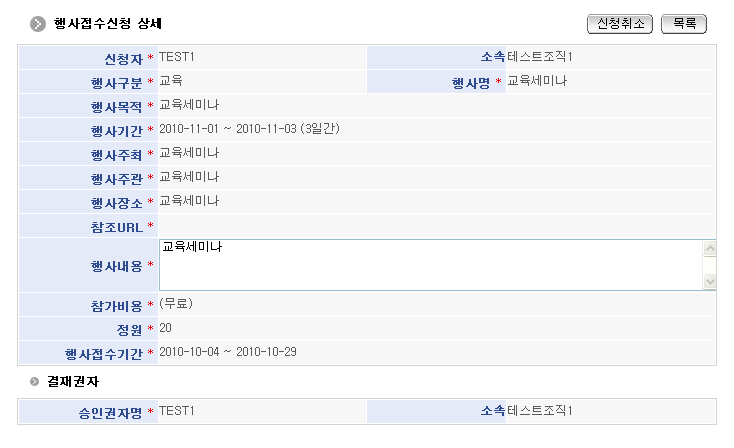 행사접수신청 상세 신청취소 목록
신청자 * TEST1 소속 테스트조직1
행사구분 * 교육 행사명 * 교육세미나
행사목적 * 교육세미나
행사기간 * 2010-11-01 ~ 2010-11-03 (3일간)
행사주최 * 교육세미나
행사주관 * 교육세미나
행사장소 * 교육세미나
참조URL *
행사내용 * 교육세미나
참가비용 * (무료)
정원 * 20
행사접수기간 * 2010-10-04 ~ 2010-10-29
결재권자
승인권자명 * TEST1 소속 테스트조직1